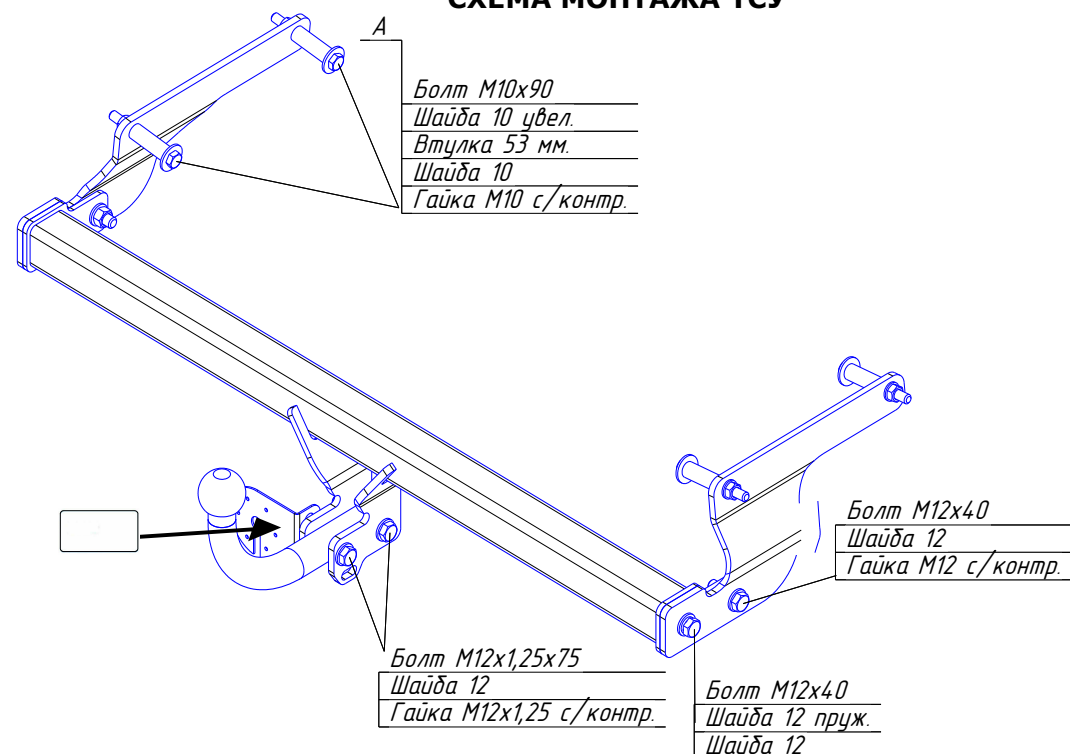 СХЕМА МОНТАЖА ТСУ
А
Болт М10х90
Шайба 10 увел.
Втулка 53 мм.
Шайба 10
Гайка М10 с/контр.
Болт М12х40
Шайба 12
Гайка М12 с/контр.
Болт М12х1,25х75
Шайба 12
Гайка М12х1,25 с/контр.
Болт М12х40
Шайба 12 пруж.
Шайба 12